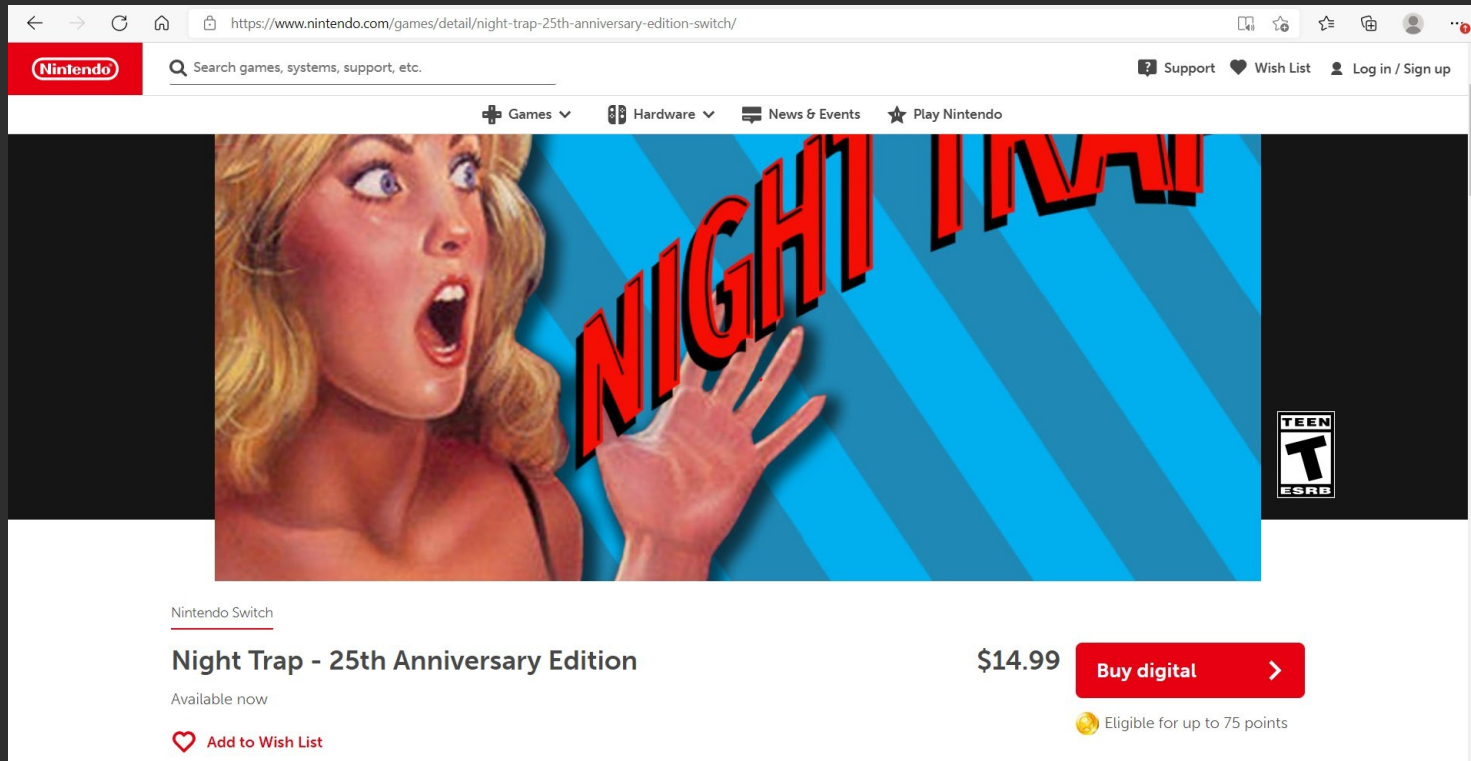 https://www.nintendo.com/games/detail/night-trap-25th-anniversary-edition-switch/
Nintendo
Search games, systems, support, etc.
Support
Wish List
Log in / Sign up
Games
Hardware
News & Events
Play Nintendo
NIGHT TRAP
TEEN
T
ESRB
Nintendo Switch
Night Trap - 25th Anniversary Edition
$14.99
Buy digital
Available now
Eligible for up to 75 points
Add to Wish List